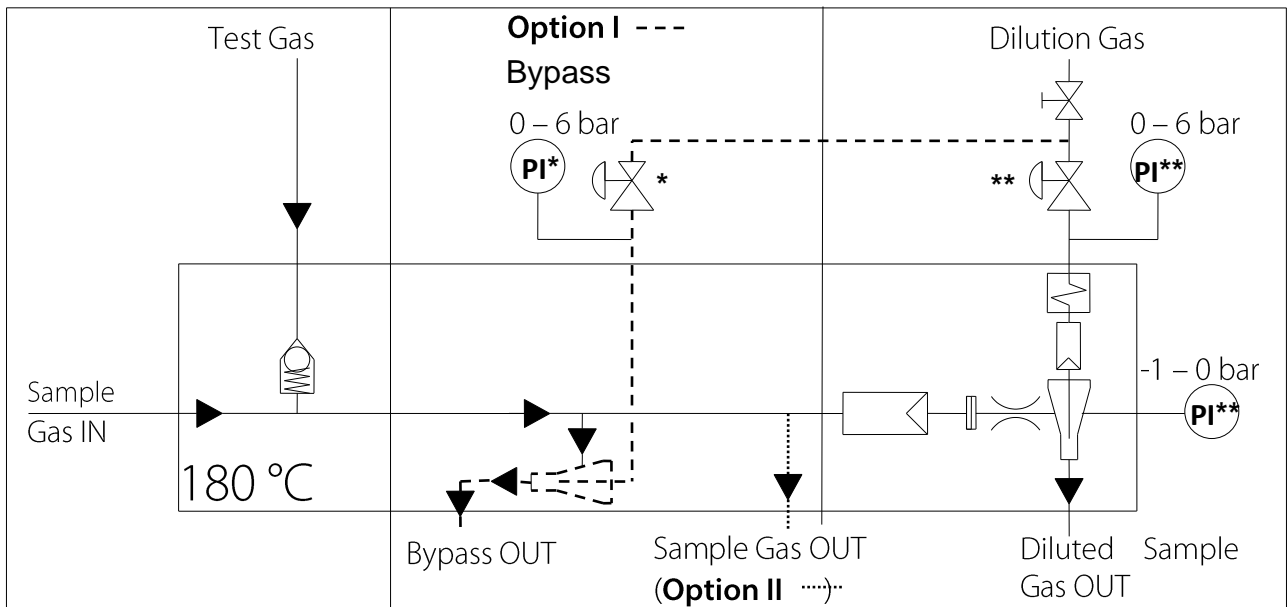 Test Gas
Option I
Bypass
Dilution Gas
0 – 6 bar
PI*
*
**
0 – 6 bar
PI**
-1 – 0 bar
PI**
Sample
Gas IN
180 °C
Bypass OUT
Sample Gas OUT
(Option II )
Diluted Sample
Gas OUT